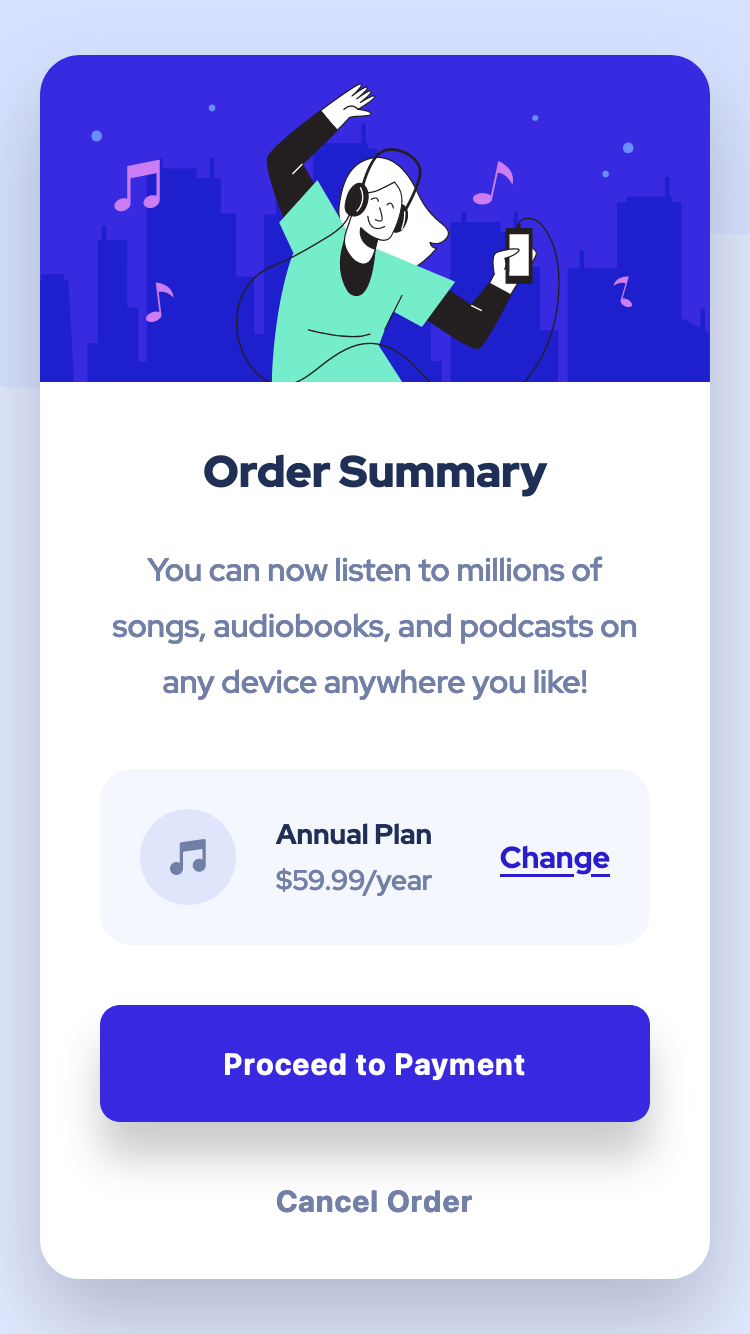 Order Summary
You can now listen to millions of
songs, audiobooks, and podcasts on
any device anywhere you like!
Annual Plan
$59.99/year
Change
Proceed to Payment
Cancel Order